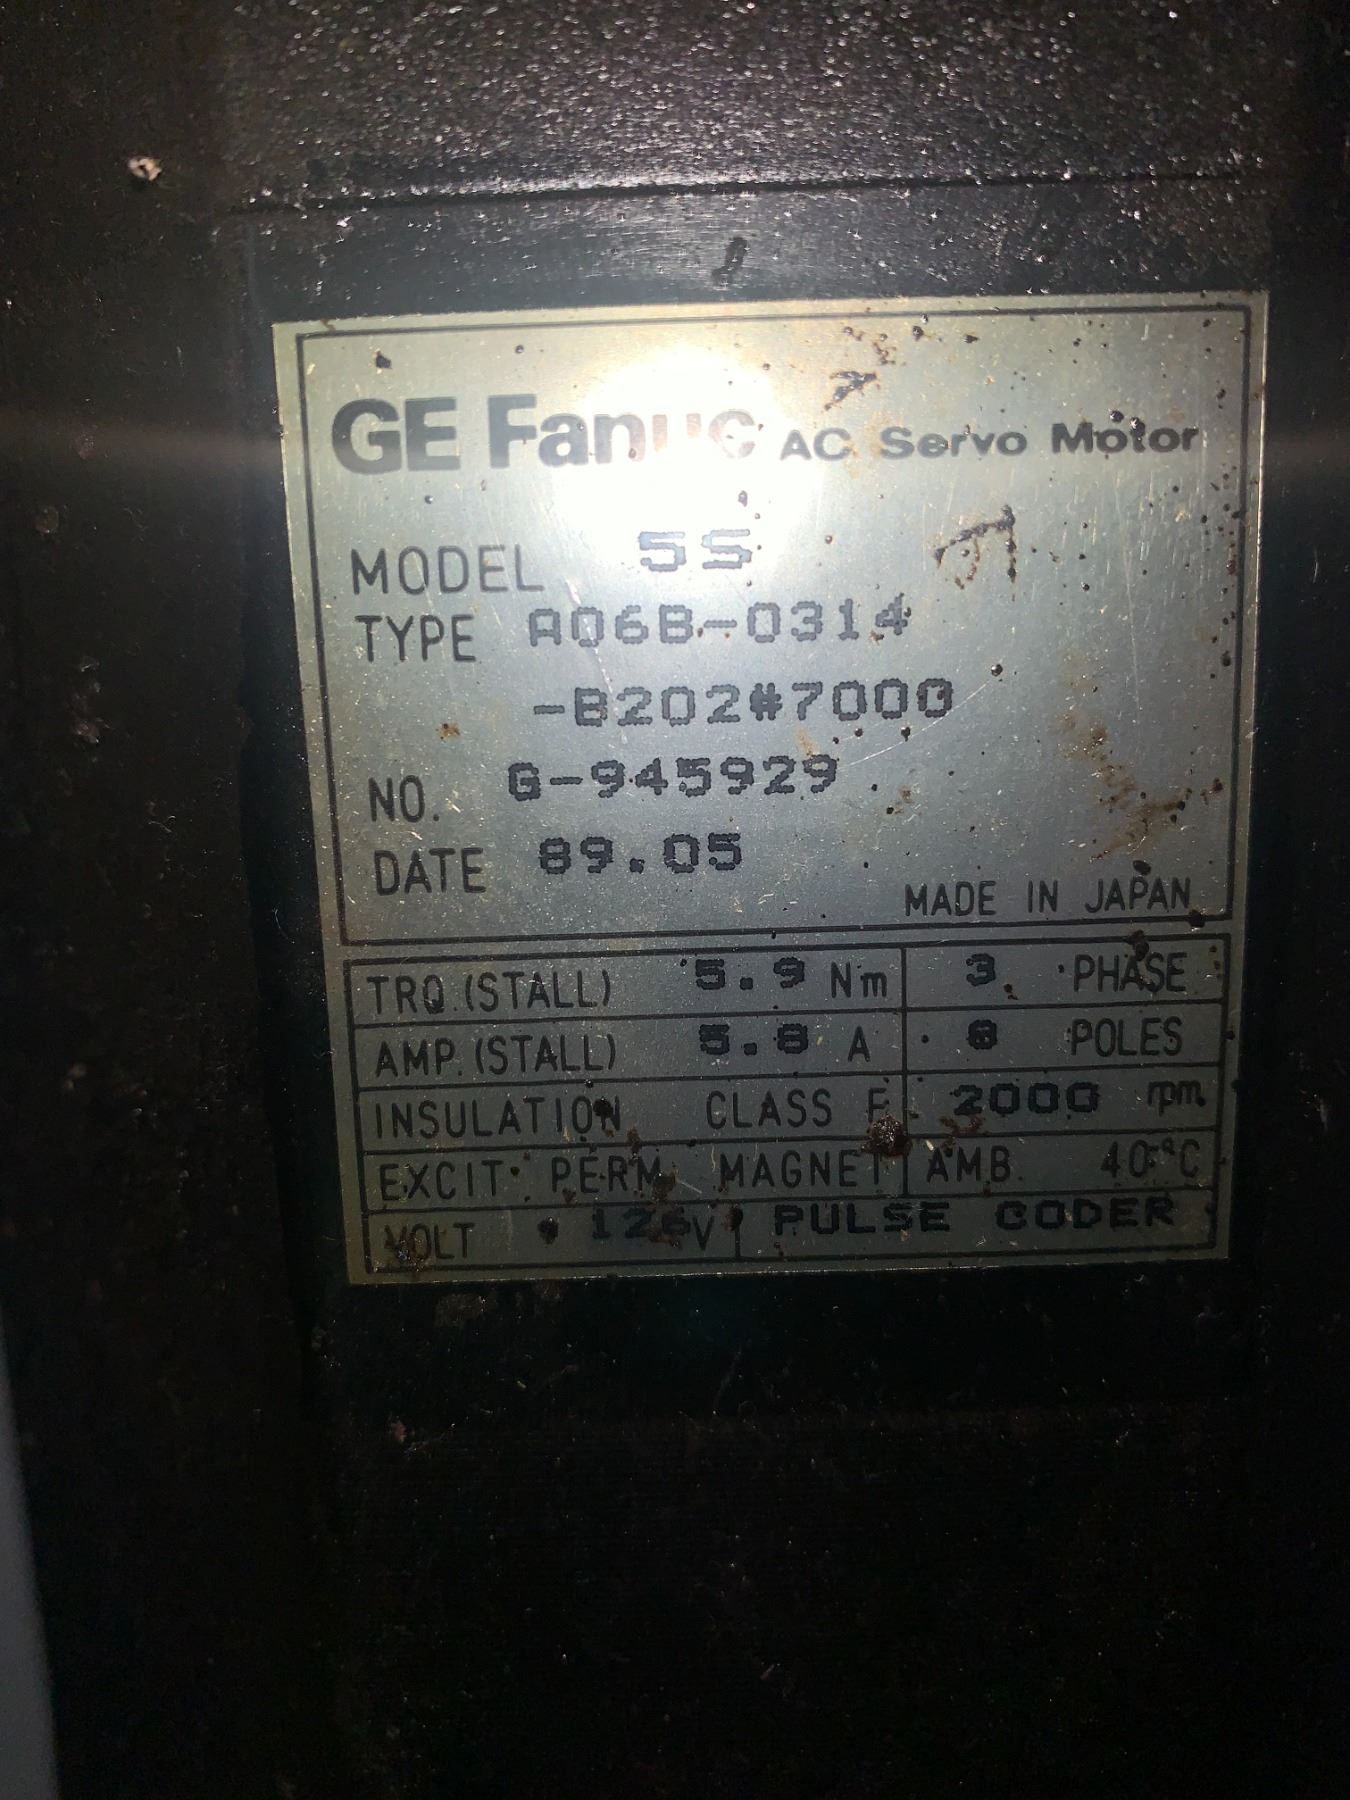 GE Fanuc AC Servo Motor
MODEL 5S
TYPE A06B-0314
-B202#7000
NO. G-945929
DATE 89.05
MADE IN JAPAN
TRQ.(STALL) 5.9 Nm 3 PHASE
AMP.(STALL) 5.8 A 8 POLES
INSULATION CLASS F 2000 rpm
EXCIT. PERM. MAGNET AMB. 40°C
VOLT 126V PULSE CODER